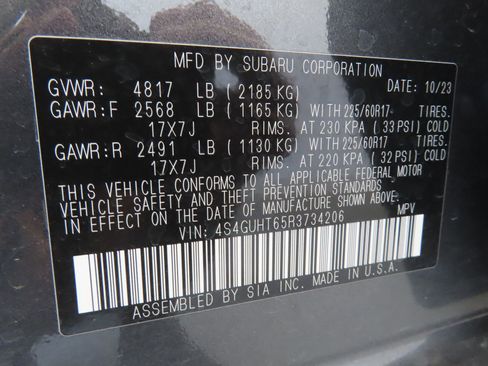 MFD BY SUBARU CORPORATION
GVWR: 4817 LB (2185 KG) DATE: 10/23
GAWR:F 2568 LB (1165 KG) WITH 225/60R17 TIRES.
17X7J RIMS. AT 230 KPA (33 PSI) COLD
GAWR:R 2491 LB (1130 KG) WITH 225/60R17 TIRES.
17X7J RIMS. AT 220 KPA (32 PSI) COLD
THIS VEHICLE CONFORMS TO ALL APPLICABLE FEDERAL MOTOR
VEHICLE SAFETY AND THEFT PREVENTION STANDARDS
IN EFFECT ON THE DATE OF MANUFACTURE SHOWN ABOVE.
VIN: 4S4GUHT65R3734206 MPV
ASSEMBLED BY SIA INC. MADE IN U.S.A.